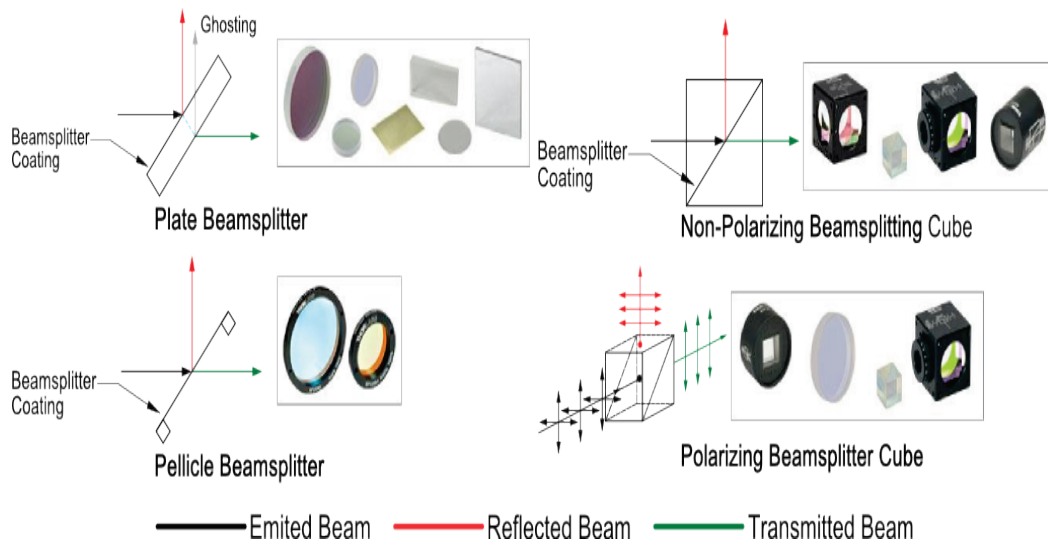 Ghosting
Beamsplitter
Coating
Plate Beamsplitter
Beamsplitter
Coating
Non-Polarizing Beamsplitting Cube
Beamsplitter
Coating
Pellicle Beamsplitter
Polarizing Beamsplitter Cube
Emited Beam
Reflected Beam
Transmitted Beam